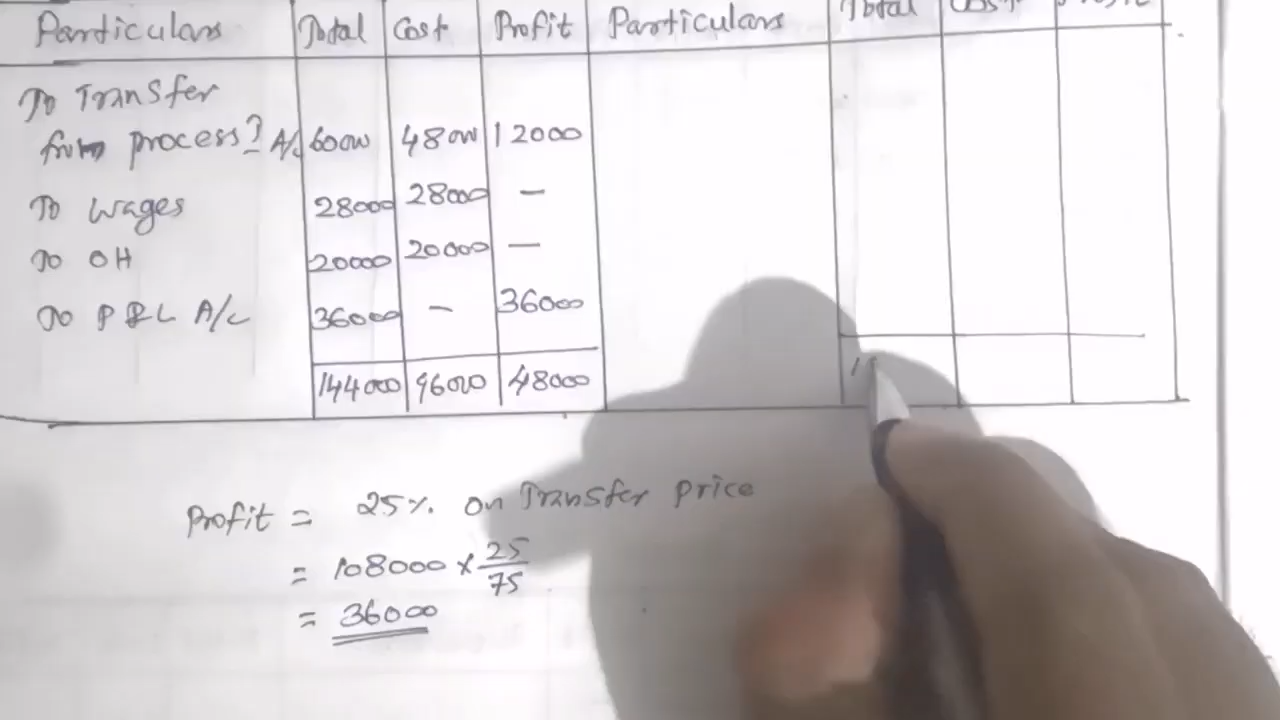 Particulars Total Cost Profit Particulars Total
To Transfer
from process? A/c 60000 48000 12000
To Wages 28000 28000 —
To OH 20000 20000 —
To P&L A/c 36000 - 36000
144000 96000 48000
Profit = 25% on Transfer price
= 108000 × 25/75
= 36000